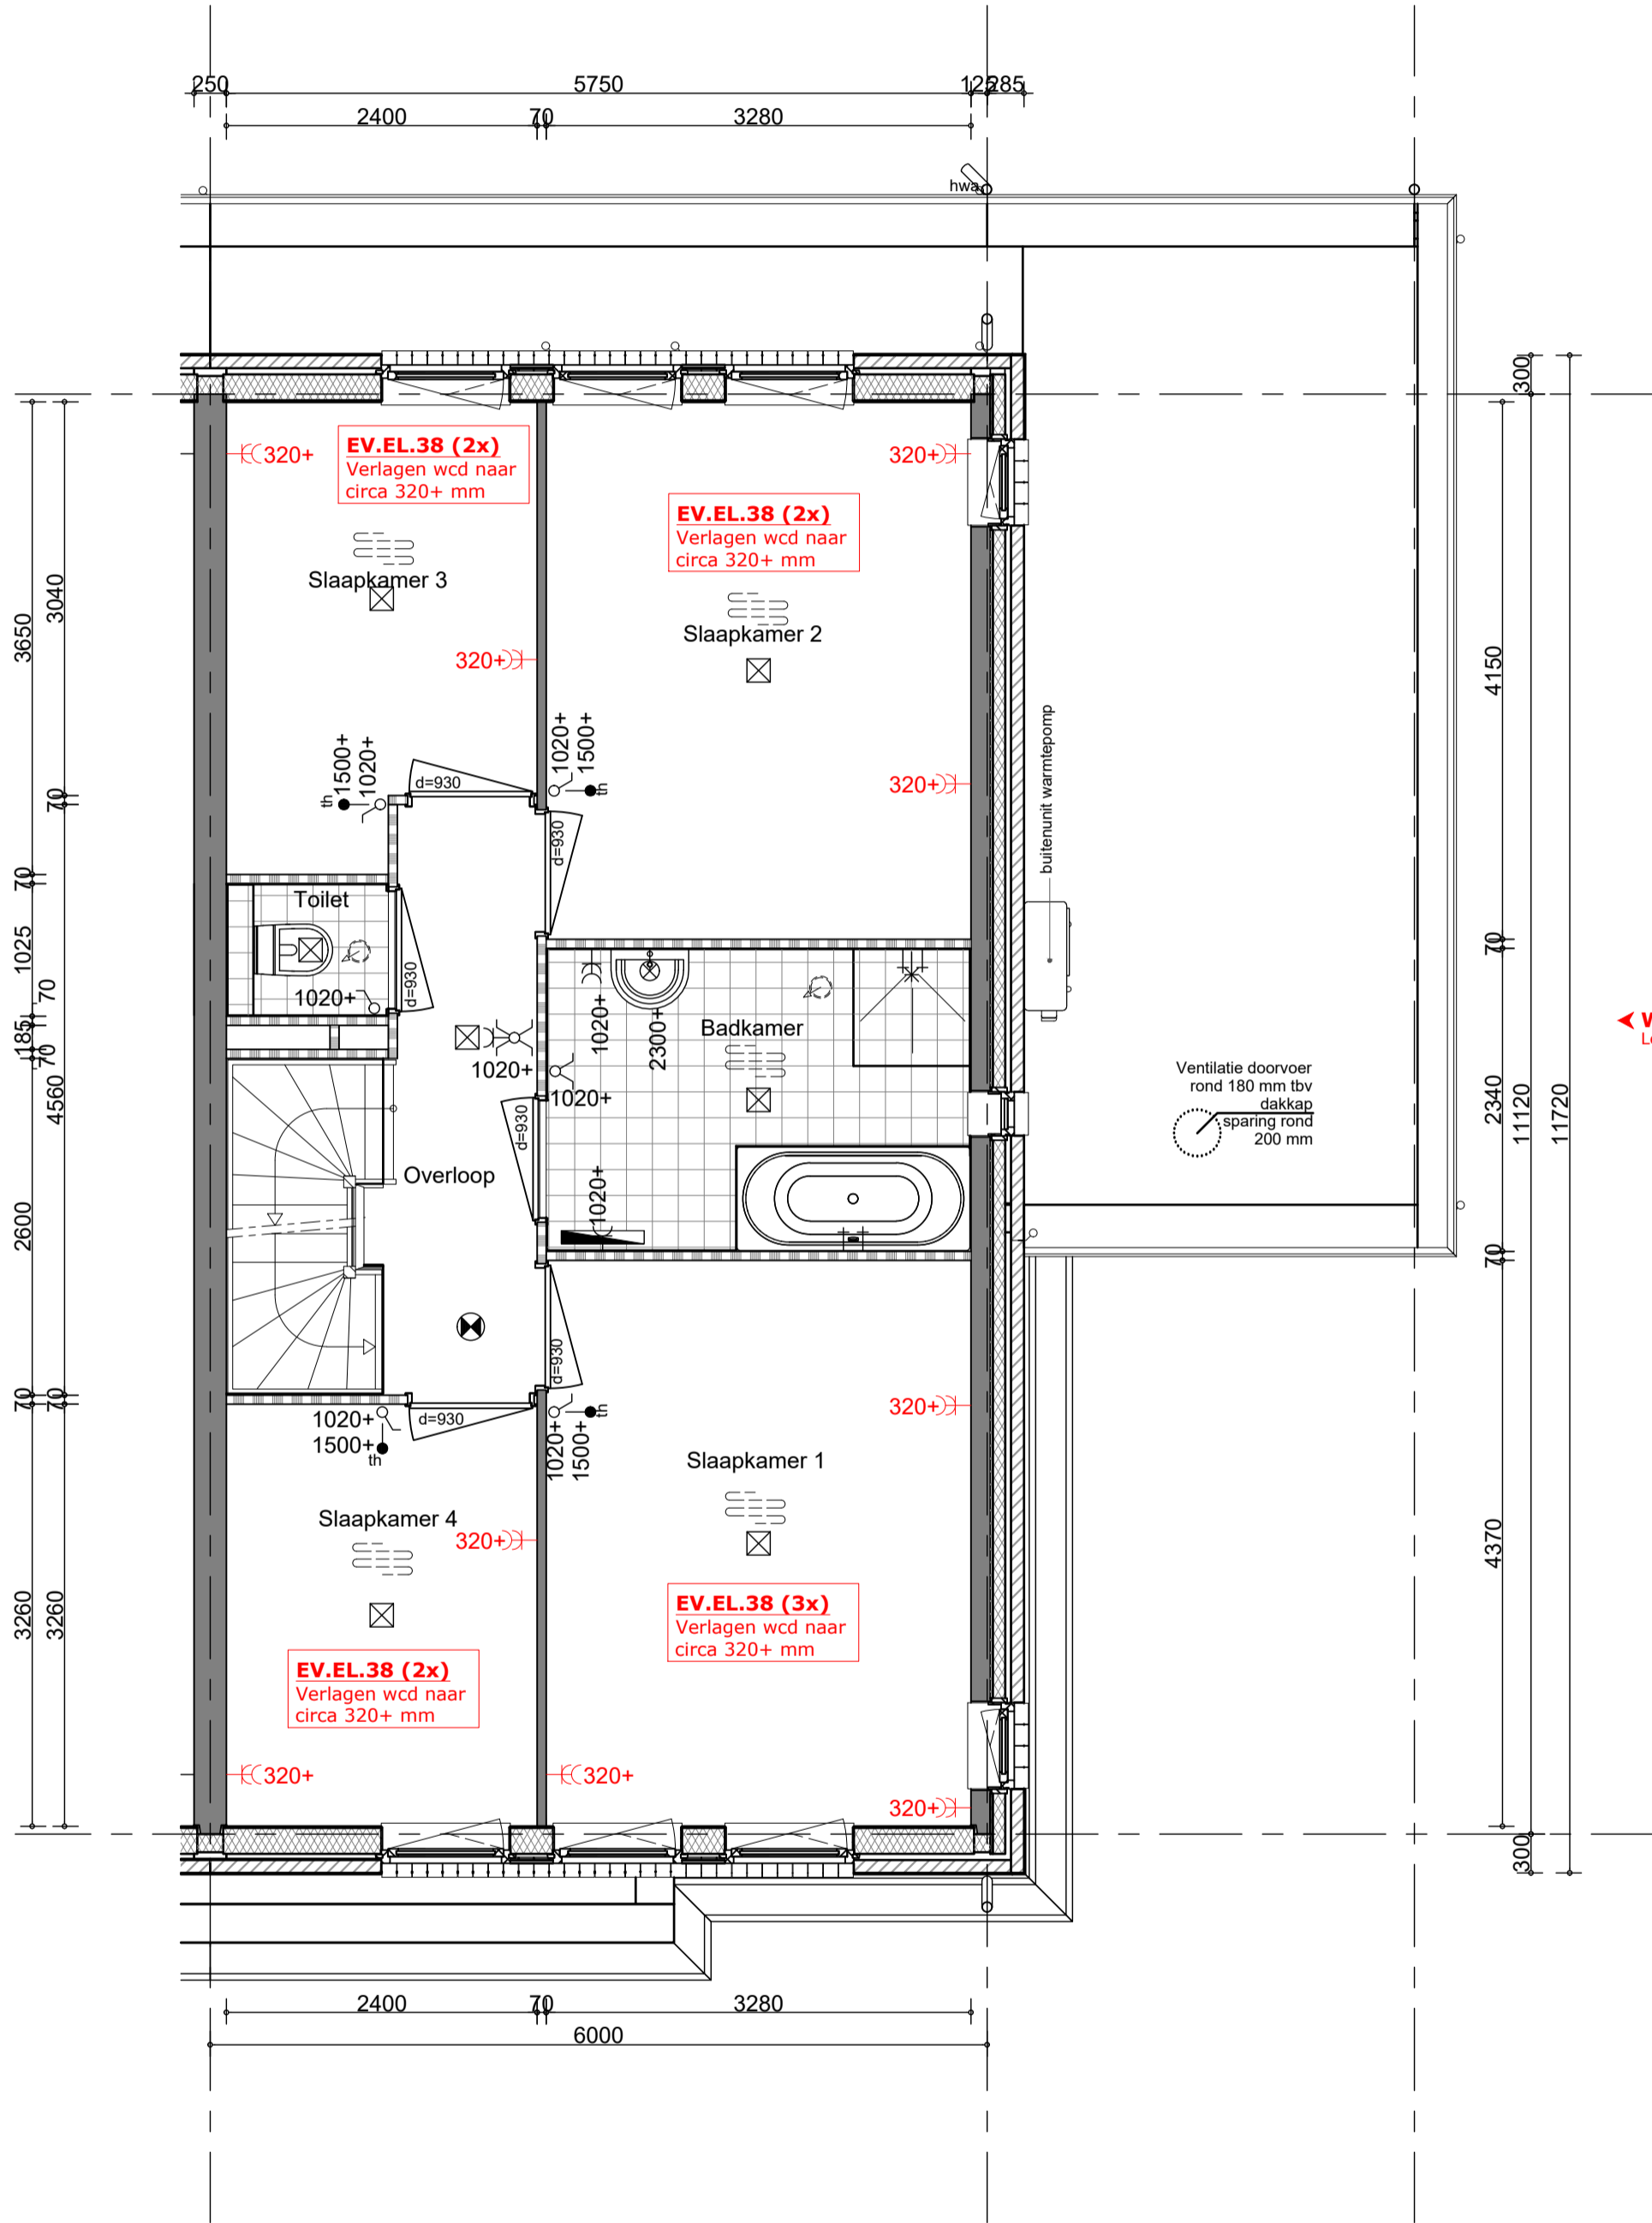 250
5750
125
285
2400
70
3280
hwa
300
320+
EV.EL.38 (2x)
Verlagen wcd naar
circa 320+ mm
320+
EV.EL.38 (2x)
Verlagen wcd naar
circa 320+ mm
Slaapkamer 3
Slaapkamer 2
3650
3040
4150
320+
320+
1500+
1020+
th
d=930
1020+
1500+
th
d=930
buitenunit warmtepomp
70
70
Toilet
1025
70
1020+
d=930
185
70
4560
1020+
1020+
2300+
Badkamer
1020+
70
Ventilatie doorvoer
rond 180 mm tbv
dakkap
sparing rond
200 mm
2340
11120
11720
d=930
1020+
Overloop
2600
70
d=930
70
70
1020+
1500+
th
d=930
1020+
1500+
th
320+
Slaapkamer 1
Slaapkamer 4
320+
4370
3260
3260
EV.EL.38 (3x)
Verlagen wcd naar
circa 320+ mm
EV.EL.38 (2x)
Verlagen wcd naar
circa 320+ mm
320+
320+
320+
300
2400
70
3280
6000